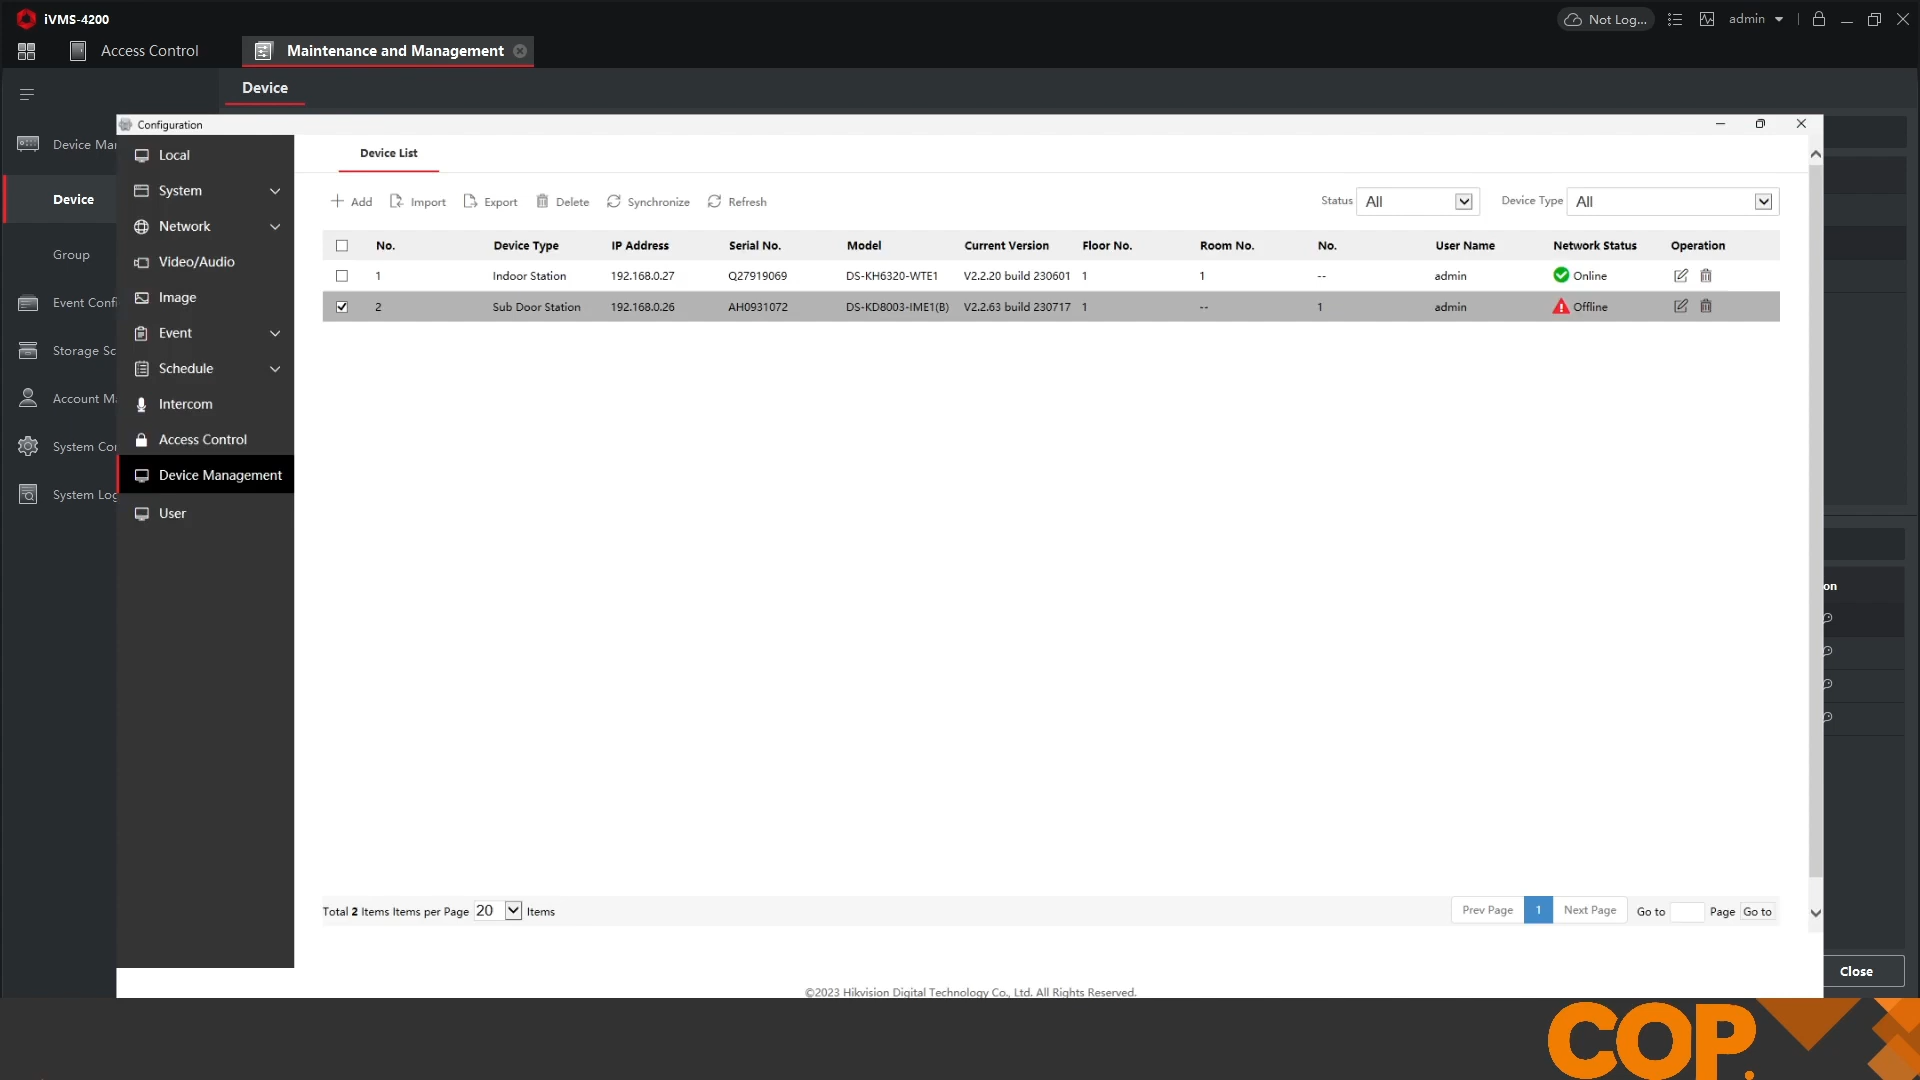 iVMS-4200
Not Log...
admin
Access Control
Maintenance and Management
Device
Device Mar
Device
Group
Event Confi
Storage Sc
Account Ma
System Cor
System Log
Configuration
Local
System
Network
Video/Audio
Image
Event
Schedule
Intercom
Access Control
Device Management
User
Device List
Add Import Export Delete Synchronize Refresh
Status All Device Type All
No. Device Type IP Address Serial No. Model Current Version Floor No. Room No. No. User Name Network Status Operation
1 Indoor Station 192.168.0.27 Q27919069 DS-KH6320-WTE1 V2.2.20 build 230601 1 1 -- admin Online
2 Sub Door Station 192.168.0.26 AH0931072 DS-KD8003-IME1(B) V2.2.63 build 230717 1 -- 1 admin Offline
on
Total 2 Items Items per Page 20 Items
Prev Page 1 Next Page Go to Page Go to
Close
©2023 Hikvision Digital Technology Co., Ltd. All Rights Reserved.
COP.